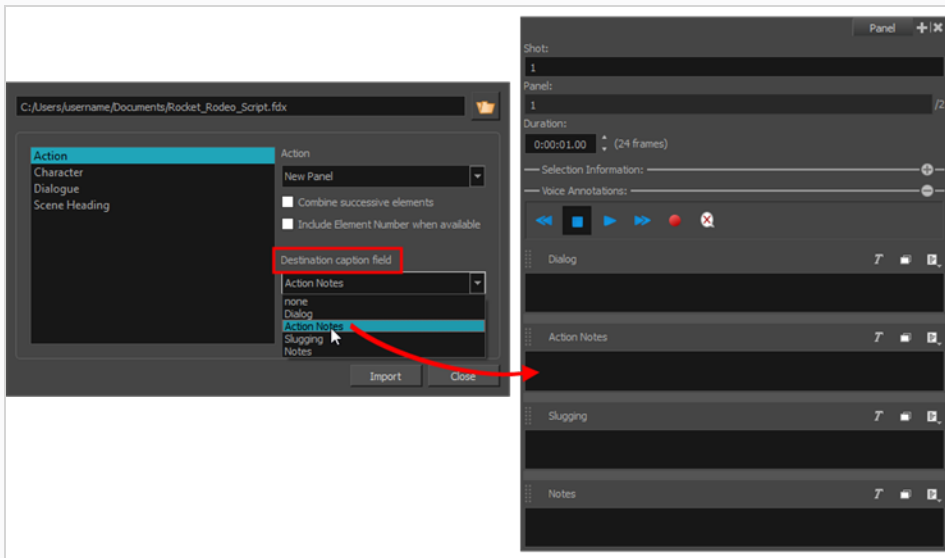 C:/Users/username/Documents/Rocket_Rodeo_Script.fdx
Action
Character
Dialogue
Scene Heading
Action
New Panel
Combine successive elements
Include Element Number when available
Destination caption field
Action Notes
none
Dialog
Action Notes
Slugging
Notes
Import
Close
Panel
Shot:
1
Panel:
1
/2
Duration:
0:00:01.00
(24 frames)
Selection Information:
Voice Annotations:
Dialog
T
Action Notes
T
Slugging
T
Notes
T